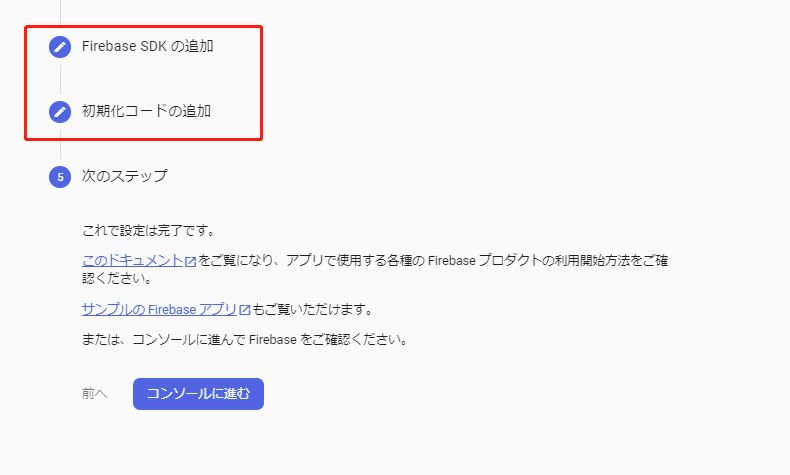 Firebase SDK の追加
初期化コードの追加
5 次のステップ
これで設定は完了です。
このドキュメントをご覧になり、アプリで使用する各種の Firebase プロダクトの利用開始方法をご確
認ください。
サンプルの Firebase アプリもご覧いただけます。
または、コンソールに進んで Firebase をご確認ください。
前へ コンソールに進む